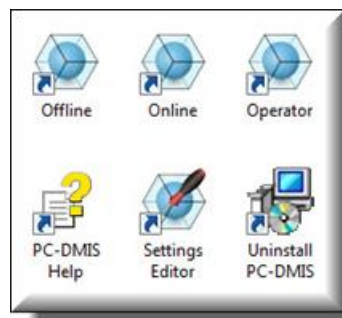 Offline
Online
Operator
PC-DMIS
Help
Settings
Editor
Uninstall
PC-DMIS